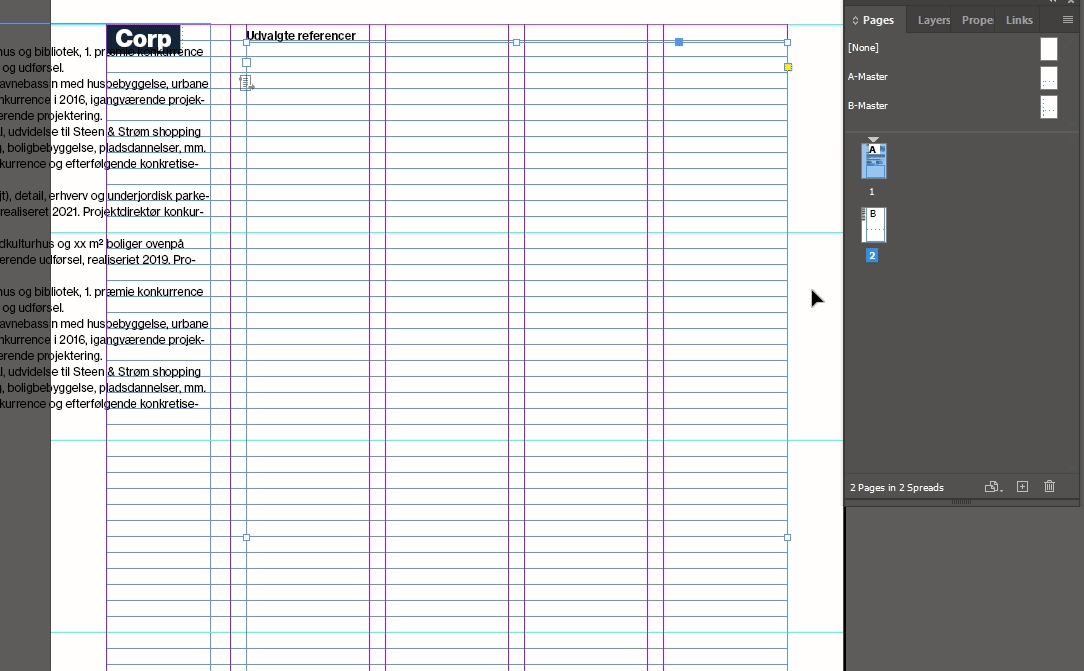 Corp
Udvalgte referencer
us og bibliotek, 1. præmie konkurrence
og udførsel.
avnebassin med husbebyggelse, urbane
nkurrence i 2016, igangværende projek-
erende projektering.
l, udvidelse til Steen & Strøm shopping
, boligbebyggelse, pladsdannelser, mm.
kurrence og efterfølgende konkretise-
jt), detail, erhverv og underjordisk parke-
realiseret 2021. Projektdirektør konkur-
dkulturhus og xx m² boliger ovenpå
erende udførsel, realiseriet 2019. Pro-
us og bibliotek, 1. præmie konkurrence
og udførsel.
avnebassin med husbebyggelse, urbane
nkurrence i 2016, igangværende projek-
erende projektering.
l, udvidelse til Steen & Strøm shopping
, boligbebyggelse, pladsdannelser, mm.
kurrence og efterfølgende konkretise-
Pages
Layers
Prope
Links
[None]
A-Master
B-Master
A
1
B
2
2 Pages in 2 Spreads